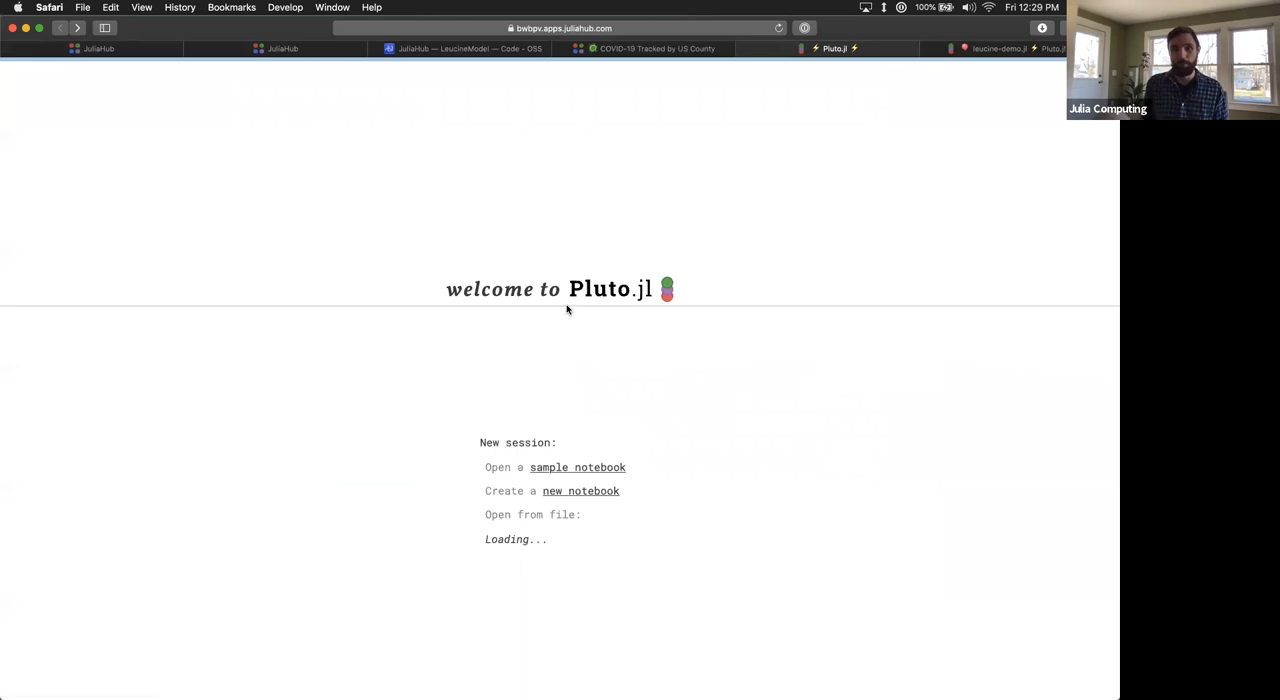 Safari File Edit View History Bookmarks Develop Window Help 100% Fri 12:29 PM
bwbpv.apps.juliahub.com
JuliaHub JuliaHub JuliaHub — LeucineModel — Code - OSS COVID-19 Tracked by US County ⚡ Pluto.jl ⚡ leucine-demo.jl ⚡ Pluto.jl
Julia Computing
welcome to Pluto.jl
New session:
Open a sample notebook
Create a new notebook
Open from file:
Loading...